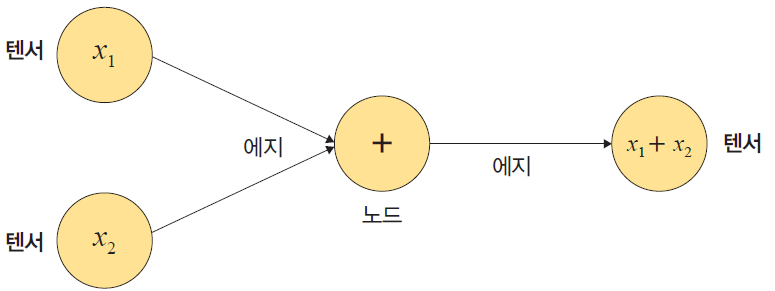 텐서 x₁
에지
+
노드
에지
x₁ + x₂ 텐서
텐서 x₂